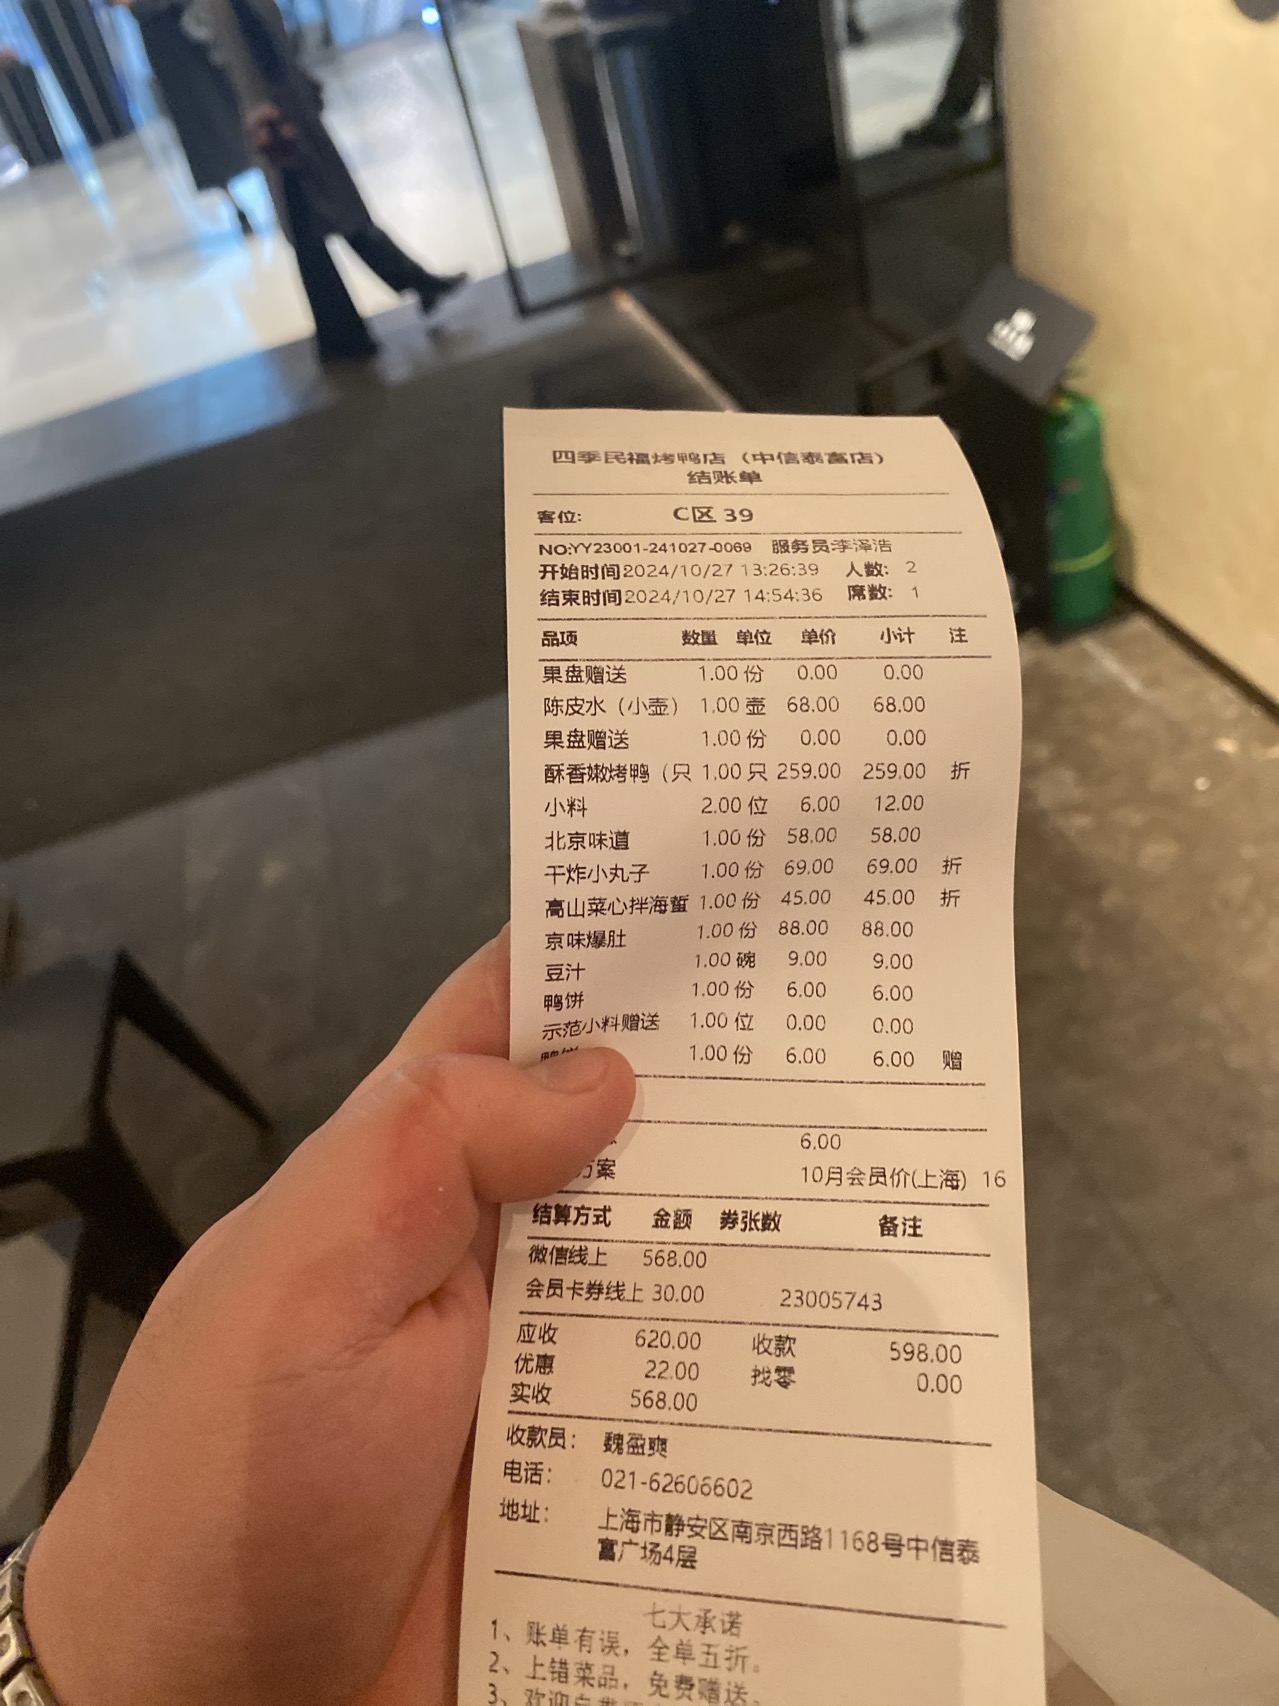 四季民福烤鸭店（中信泰富店）
结账单
客位: C区 39
NO:YY23001-241027-0069 服务员:李泽浩
开始时间2024/10/27 13:26:39 人数: 2
结束时间2024/10/27 14:54:36 席数: 1
品项 数量 单位 单价 小计 注
果盘赠送 1.00 份 0.00 0.00
陈皮水（小壶） 1.00 壶 68.00 68.00
果盘赠送 1.00 份 0.00 0.00
酥香嫩烤鸭（只 1.00 只 259.00 259.00 折
小料 2.00 位 6.00 12.00
北京味道 1.00 份 58.00 58.00
干炸小丸子 1.00 份 69.00 69.00 折
高山菜心拌海蜇 1.00 份 45.00 45.00 折
京味爆肚 1.00 份 88.00 88.00
豆汁 1.00 碗 9.00 9.00
鸭饼 1.00 份 6.00 6.00
示范小料赠送 1.00 位 0.00 0.00
1.00 份 6.00 6.00 赠
6.00
方案 10月会员价(上海) 16
结算方式 金额 券张数 备注
微信线上 568.00
会员卡券线上 30.00 23005743
应收 620.00 收款 598.00
优惠 22.00 找零 0.00
实收 568.00
收款员: 魏盈爽
电话: 021-62606602
地址: 上海市静安区南京西路1168号中信泰
富广场4层
七大承诺
1、账单有误，全单五折。
2、上错菜品，免费赠送。
3、欢迎